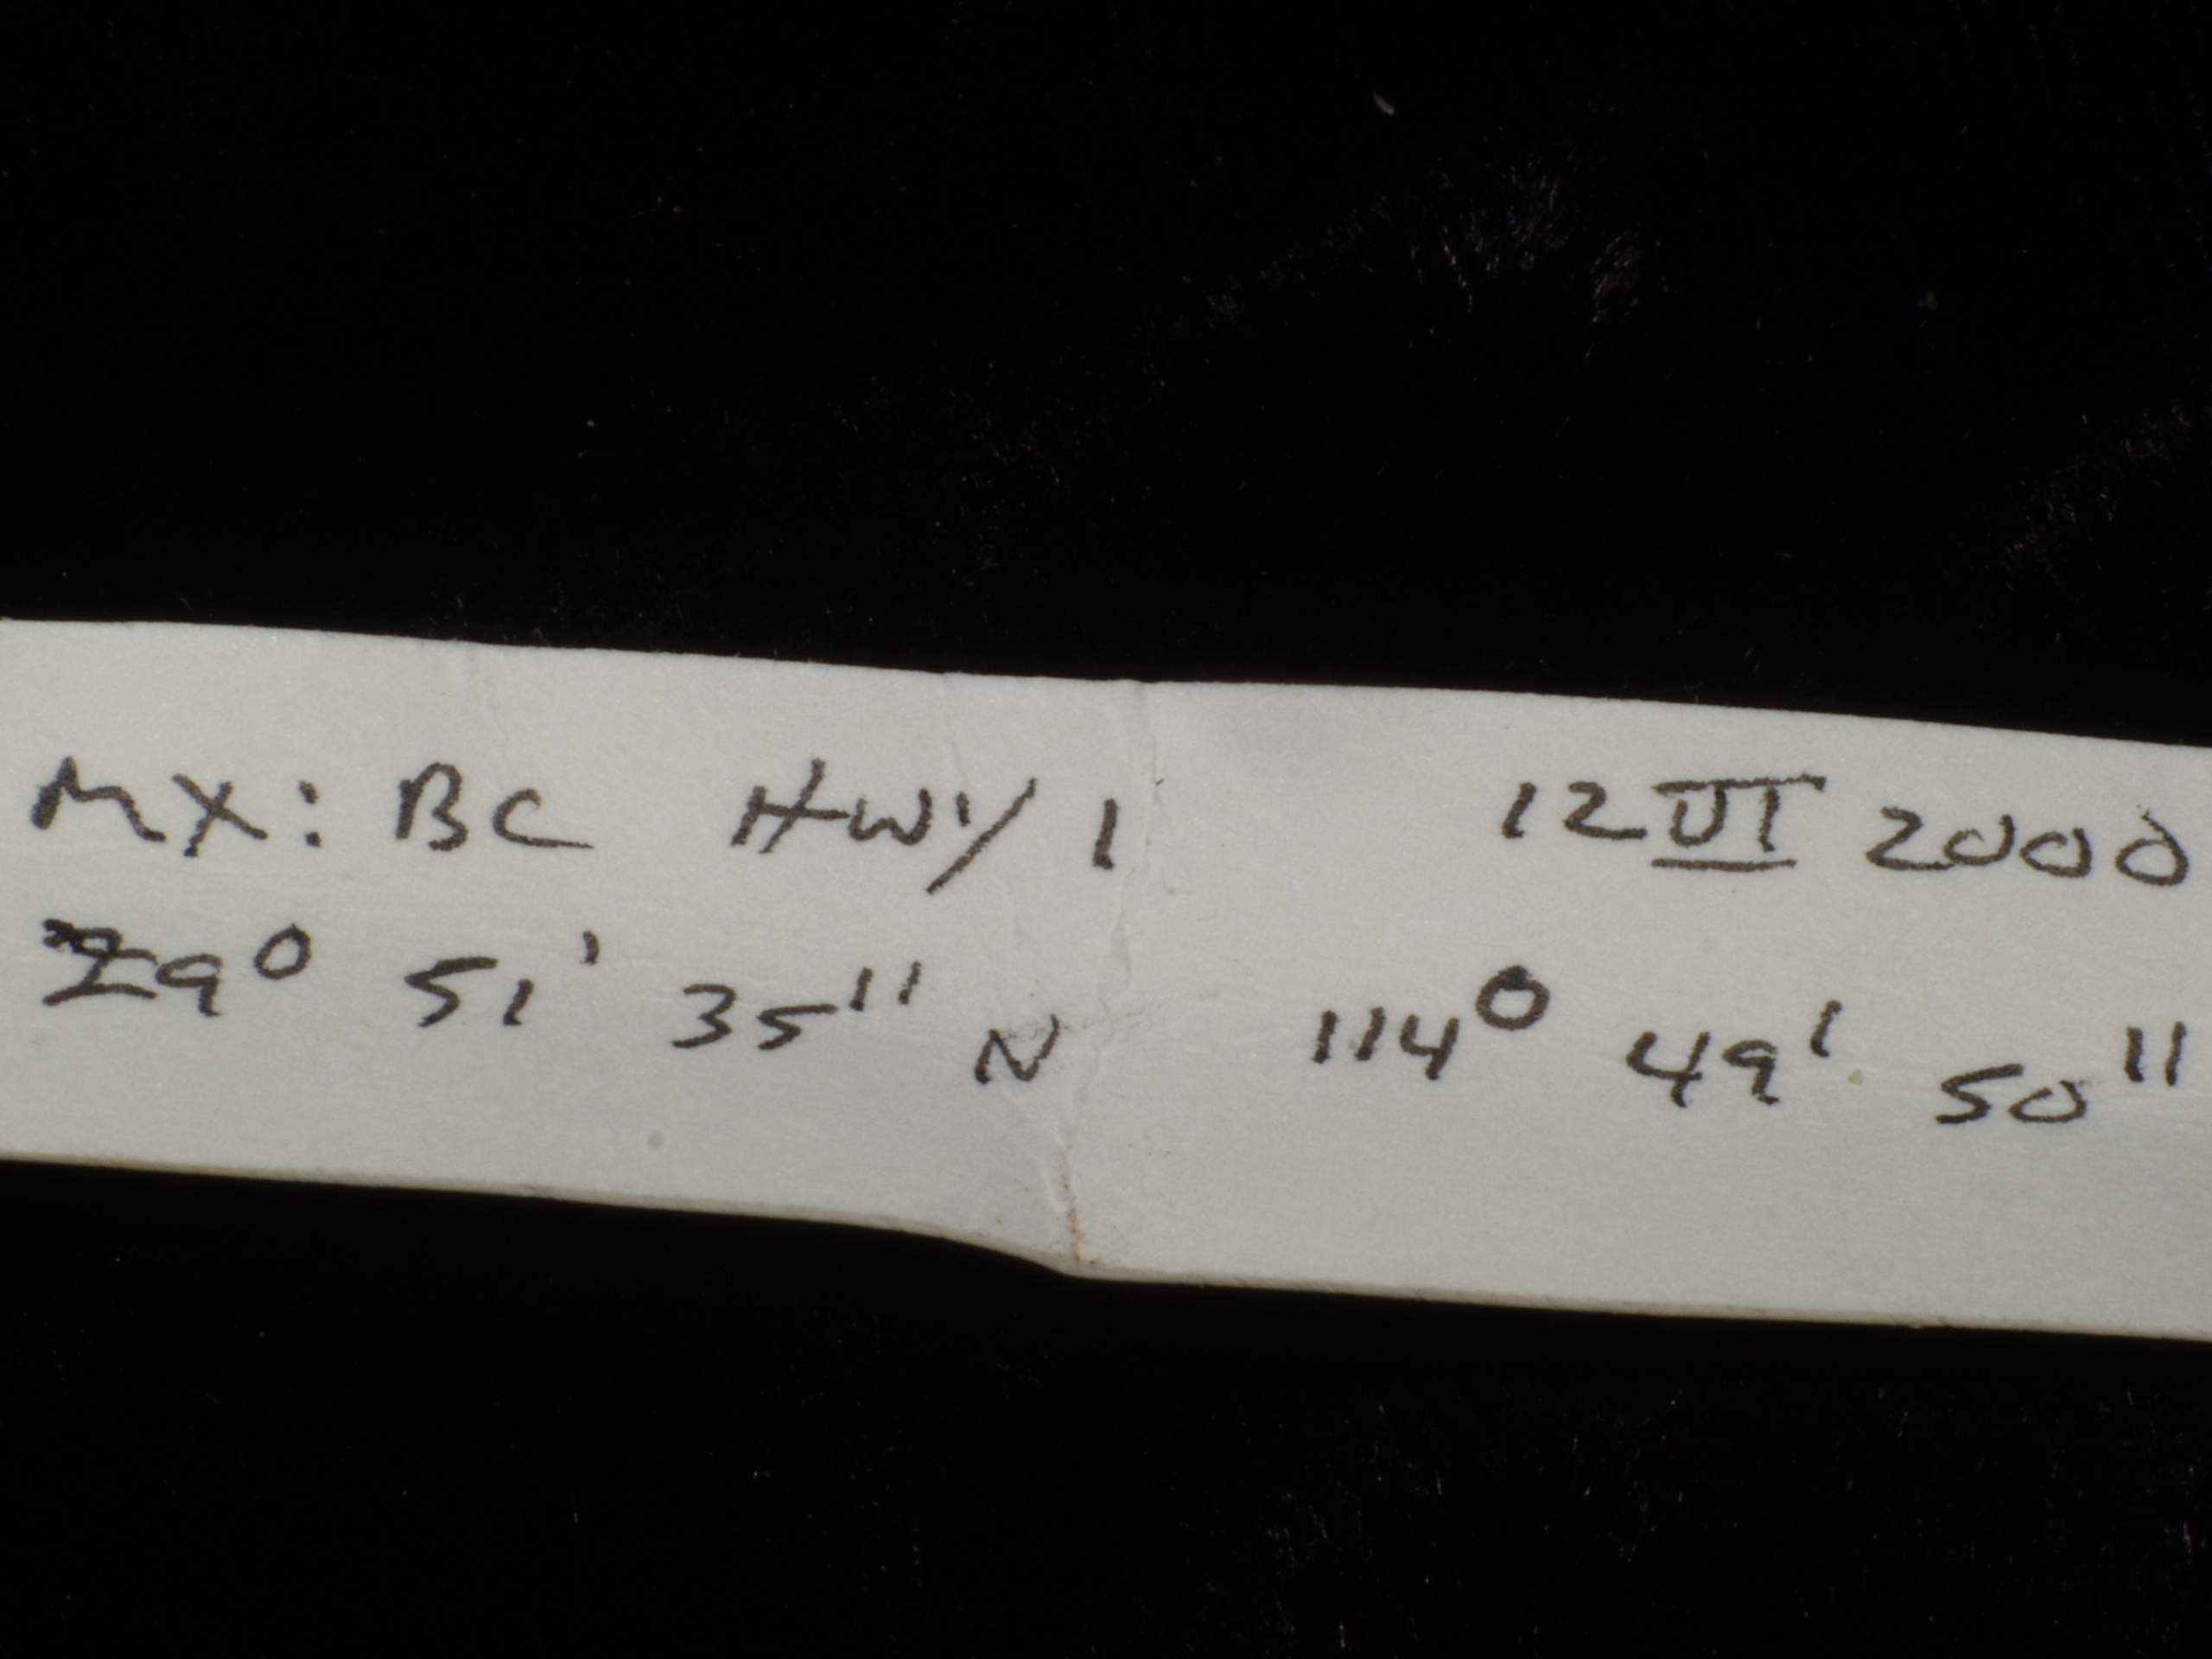 MX: BC HWY 1 12 VI 2000
29° 51' 35" N 114° 49' 50"